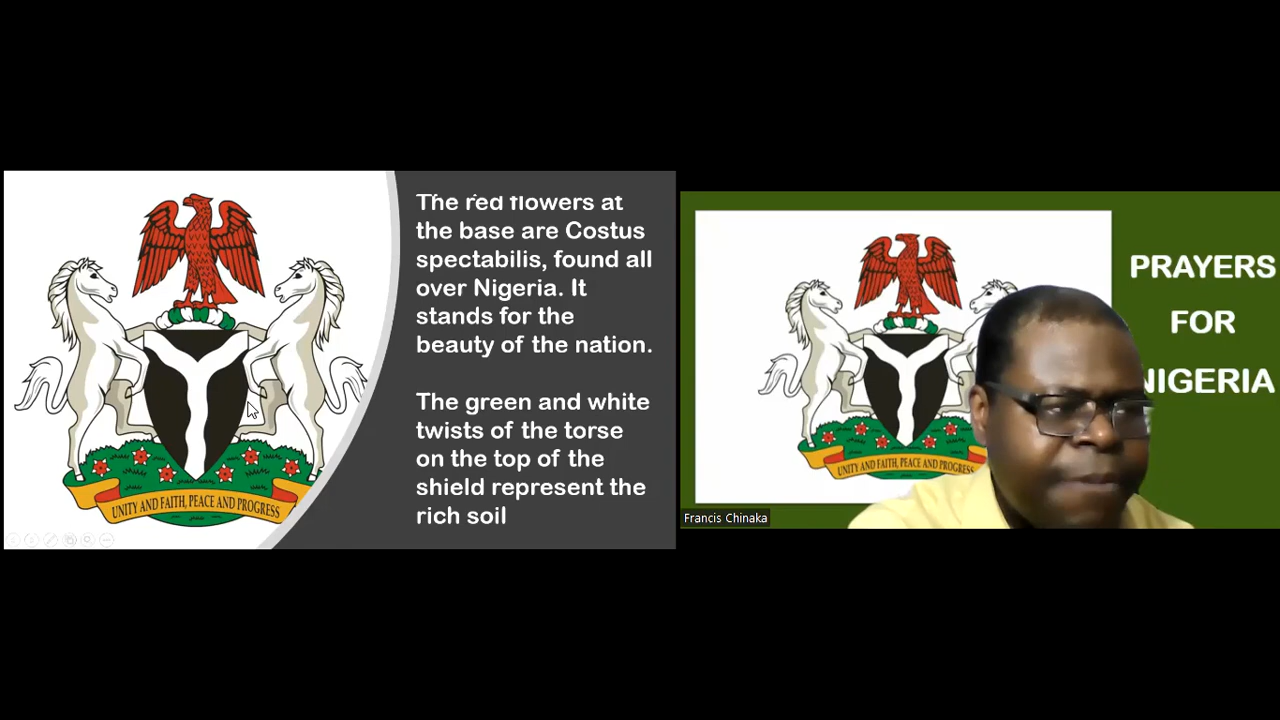 The red flowers at
the base are Costus
spectabilis, found all
over Nigeria. It
stands for the
beauty of the nation.
The green and white
twists of the torse
on the top of the
shield represent the
rich soil
UNITY AND FAITH, PEACE AND PROGRESS
PRAYERS
FOR
NIGERIA
UNITY AND FAITH, PEACE AND PROGRESS
Francis Chinaka